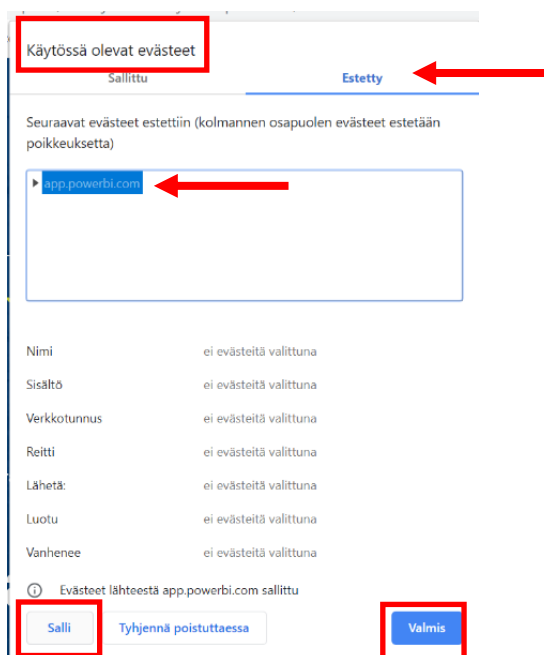 Käytössä olevat evästeet
Sallittu Estetty
Seuraavat evästeet estettiin (kolmannen osapuolen evästeet estetään
poikkeuksetta)
app.powerbi.com
Nimi ei evästeitä valittuna
Sisältö ei evästeitä valittuna
Verkkotunnus ei evästeitä valittuna
Reitti ei evästeitä valittuna
Lähetä: ei evästeitä valittuna
Luotu ei evästeitä valittuna
Vanhenee ei evästeitä valittuna
Evästeet lähteestä app.powerbi.com sallittu
Salli Tyhjennä poistuttaessa Valmis